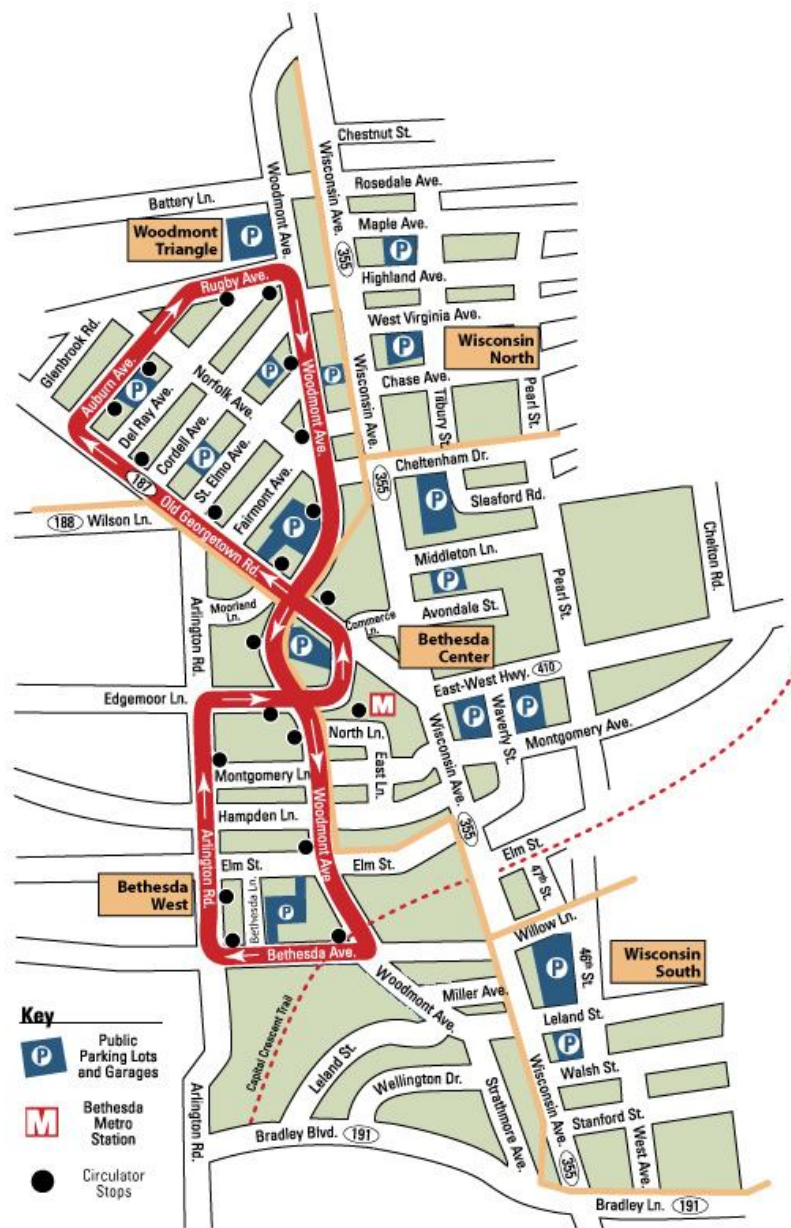 Chestnut St.
Wisconsin Ave.
Woodmont Ave.
Rosedale Ave.
Battery Ln.
Maple Ave.
Woodmont
Triangle
P
355
P
Highland Ave.
Rugby Ave.
West Virginia Ave.
Glenbrook Rd.
Wisconsin
North
P
Auburn Ave.
Norfolk Ave.
Woodmont Ave.
P
P
Wisconsin Ave.
Chase Ave.
Tilbury St.
Pearl St.
P
Del Ray Ave.
Cordell Ave.
P
St. Elmo Ave.
Cheltenham Dr.
187
355
P
Sleaford Rd.
Old Georgetown Rd.
Fairmont Ave.
P
188
Wilson Ln.
Middleton Ln.
Chelton Rd.
P
Pearl St.
Avondale St.
Arlington Rd.
Moorland
Ln.
Commerce
Ln.
P
Bethesda
Center
East-West Hwy.
410
Edgemoor Ln.
M
North Ln.
P
Waverly St.
P
Montgomery Ave.
Wisconsin Ave.
East Ln.
Montgomery Ln.
Hampden Ln.
Woodmont Ave.
Arlington Rd.
355
Elm St.
Elm St.
Elm St.
47th St.
Bethesda
West
Bethesda Ln.
P
Willow Ln.
Bethesda Ave.
P
46th St.
Wisconsin
South
Woodmont Ave.
Miller Ave.
Leland St.
Key
P
Public
Parking Lots
and Garages
Capital Crescent Trail
Leland St.
P
Walsh St.
Wellington Dr.
Wisconsin Ave.
Strathmore Ave.
Arlington Rd.
M
Bethesda
Metro
Station
Stanford St.
West Ave.
Bradley Blvd.
191
355
Circulator
Stops
Bradley Ln.
191